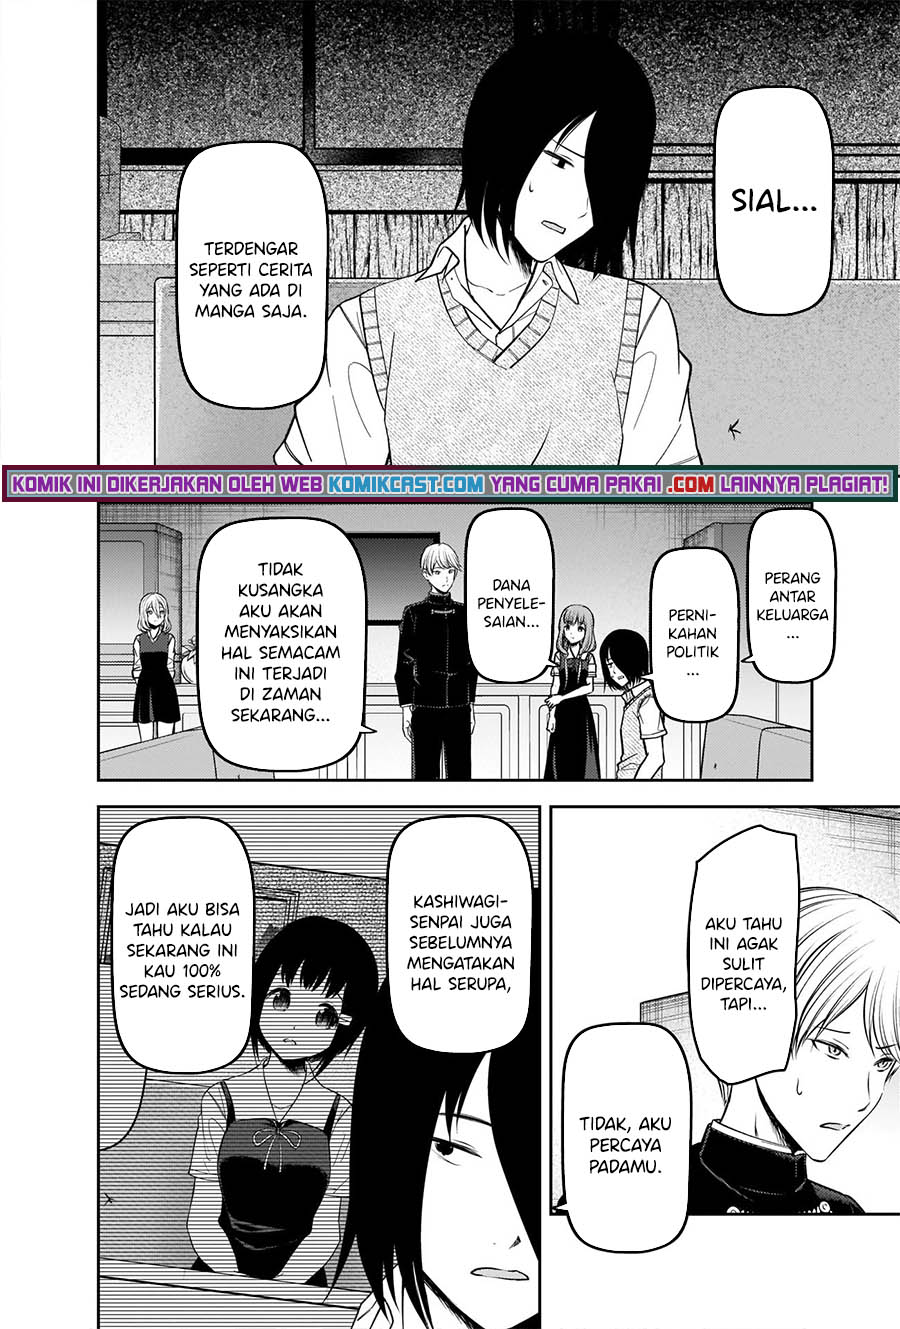 SIAL...
TERDENGAR
SEPERTI CERITA
YANG ADA DI
MANGA SAJA.
KOMIK INI DIKERJAKAN OLEH WEB KOMIKCAST.COM YANG CUMA PAKAI .COM LAINNYA PLAGIAT!
PERANG
ANTAR
KELUARGA
...
PERNI-
KAHAN
POLITIK
...
DANA
PENYELE-
SAIAN...
TIDAK
KUSANGKA
AKU AKAN
MENYAKSIKAN
HAL SEMACAM
INI TERJADI
DI ZAMAN
SEKARANG...
AKU TAHU
INI AGAK
SULIT
DIPERCAYA,
TAPI...
TIDAK, AKU
PERCAYA
PADAMU.
KASHIWAGI-
SENPAI JUGA
SEBELUMNYA
MENGATAKAN
HAL SERUPA,
JADI AKU BISA
TAHU KALAU
SEKARANG INI
KAU 100%
SEDANG SERIUS.